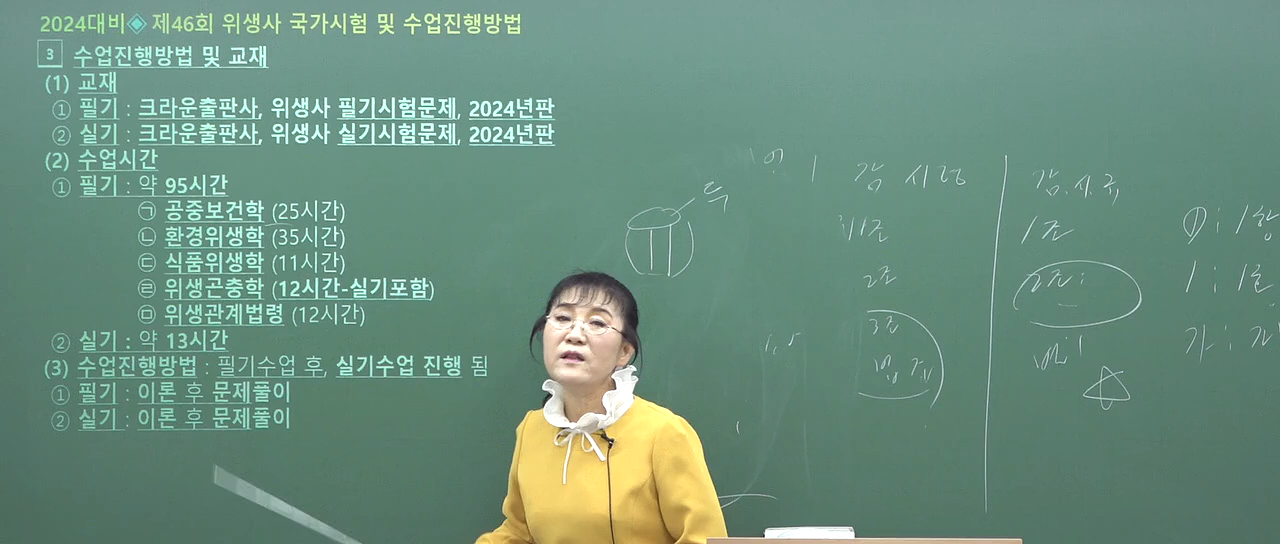 2024대비◈ 제46회 위생사 국가시험 및 수업진행방법
3 수업진행방법 및 교재
(1) 교재
① 필기 : 크라운출판사, 위생사 필기시험문제, 2024년판
② 실기 : 크라운출판사, 위생사 실기시험문제, 2024년판
(2) 수업시간
① 필기 : 약 95시간
㉠ 공중보건학 (25시간)
㉡ 환경위생학 (35시간)
㉢ 식품위생학 (11시간)
㉣ 위생곤충학 (12시간-실기포함)
㉤ 위생관계법령 (12시간)
② 실기 : 약 13시간
(3) 수업진행방법 : 필기수업 후, 실기수업 진행 됨
① 필기 : 이론 후 문제풀이
② 실기 : 이론 후 문제풀이
1조
2조
3조
1조
2조: